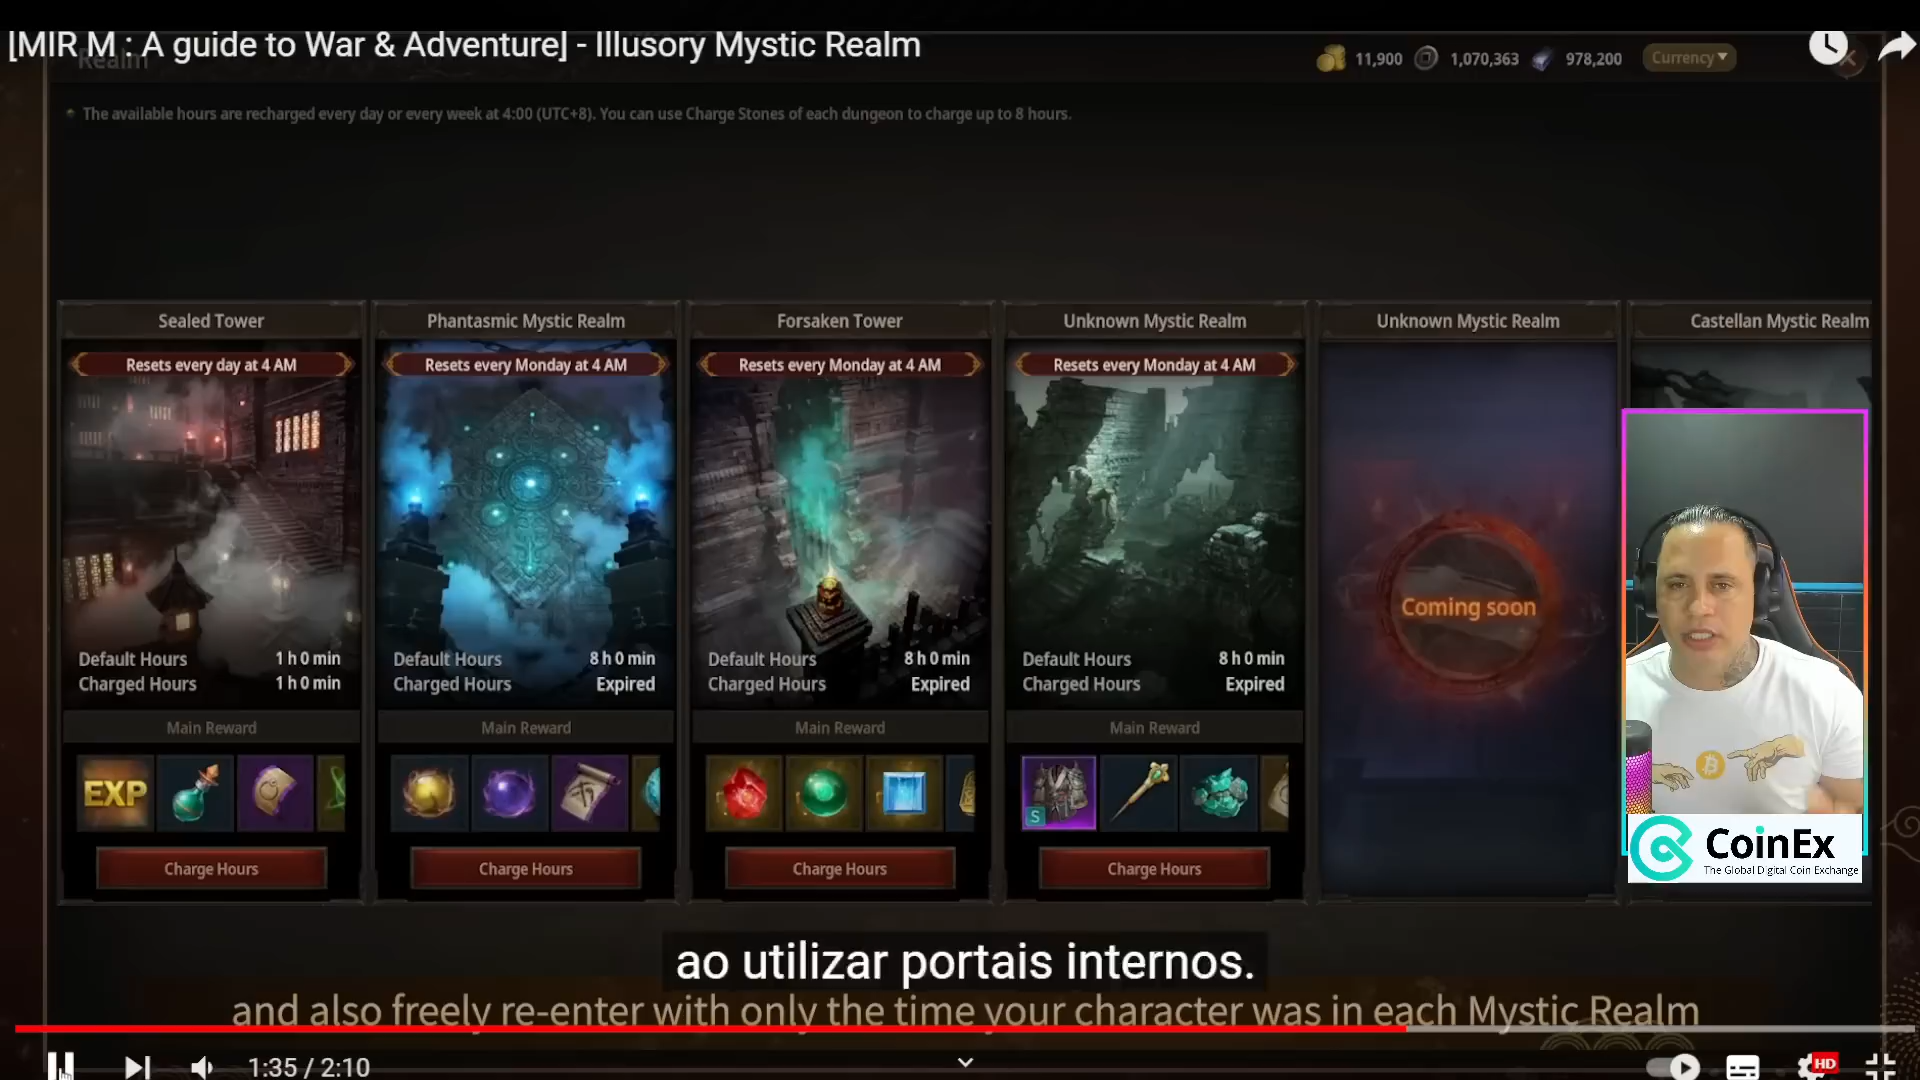 [MIR M : A guide to War & Adventure] - Illusory Mystic Realm
Realm
11,900
1,070,363
978,200
Currency
The available hours are recharged every day or every week at 4:00 (UTC+8). You can use Charge Stones of each dungeon to charge up to 8 hours.
Sealed Tower
Resets every day at 4 AM
Default Hours 1 h 0 min
Charged Hours 1 h 0 min
Main Reward
EXP
Charge Hours
Phantasmic Mystic Realm
Resets every Monday at 4 AM
Default Hours 8 h 0 min
Charged Hours Expired
Main Reward
Charge Hours
Forsaken Tower
Resets every Monday at 4 AM
Default Hours 8 h 0 min
Charged Hours Expired
Main Reward
Charge Hours
Unknown Mystic Realm
Resets every Monday at 4 AM
Default Hours 8 h 0 min
Charged Hours Expired
Main Reward
S
Charge Hours
Unknown Mystic Realm
Coming soon
Castellan Mystic Realm
CoinEx
The Global Digital Coin Exchange
ao utilizar portais internos.
and also freely re-enter with only the time your character was in each Mystic Realm
1:35 / 2:10
HD